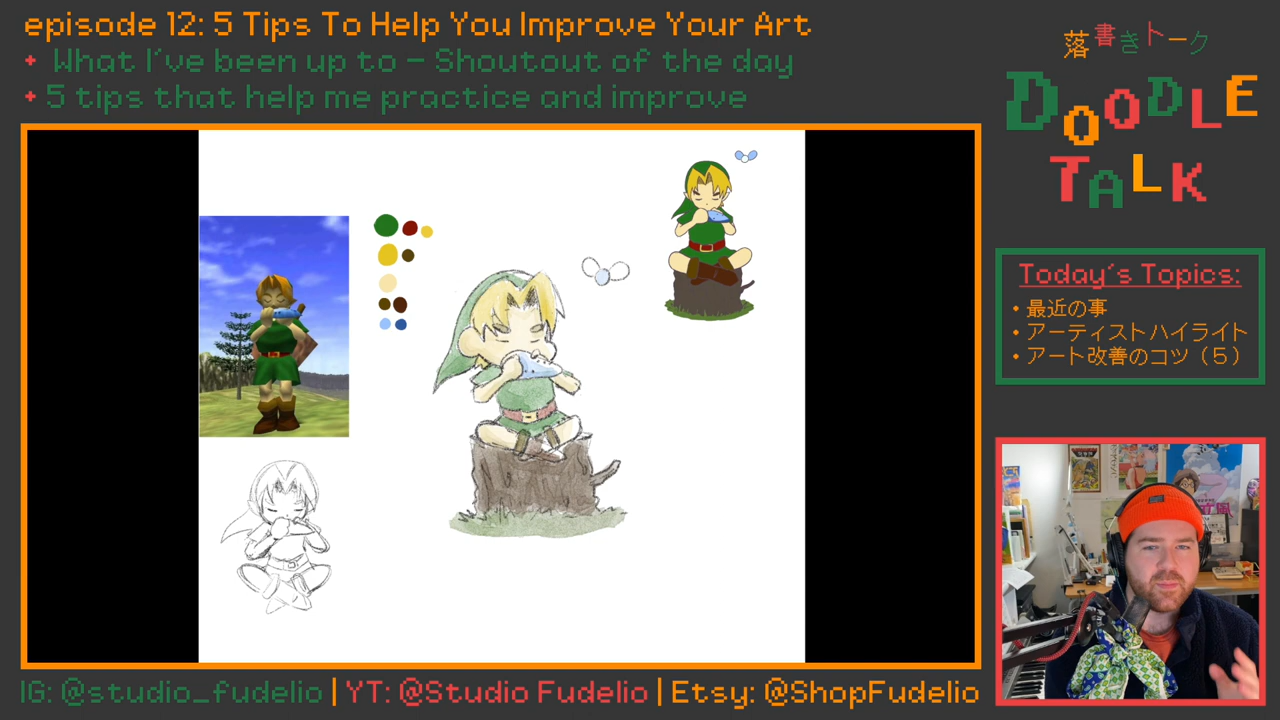 episode 12: 5 Tips To Help You Improve Your Art
+ What I've been up to - Shoutout of the day
+ 5 tips that help me practice and improve
落書きトーク
DOODLE
TALK
Today's Topics:
• 最近の事
• アーティストハイライト
• アート改善のコツ（５）
IG: @studio_fudelio | YT: @Studio Fudelio | Etsy: @ShopFudelio